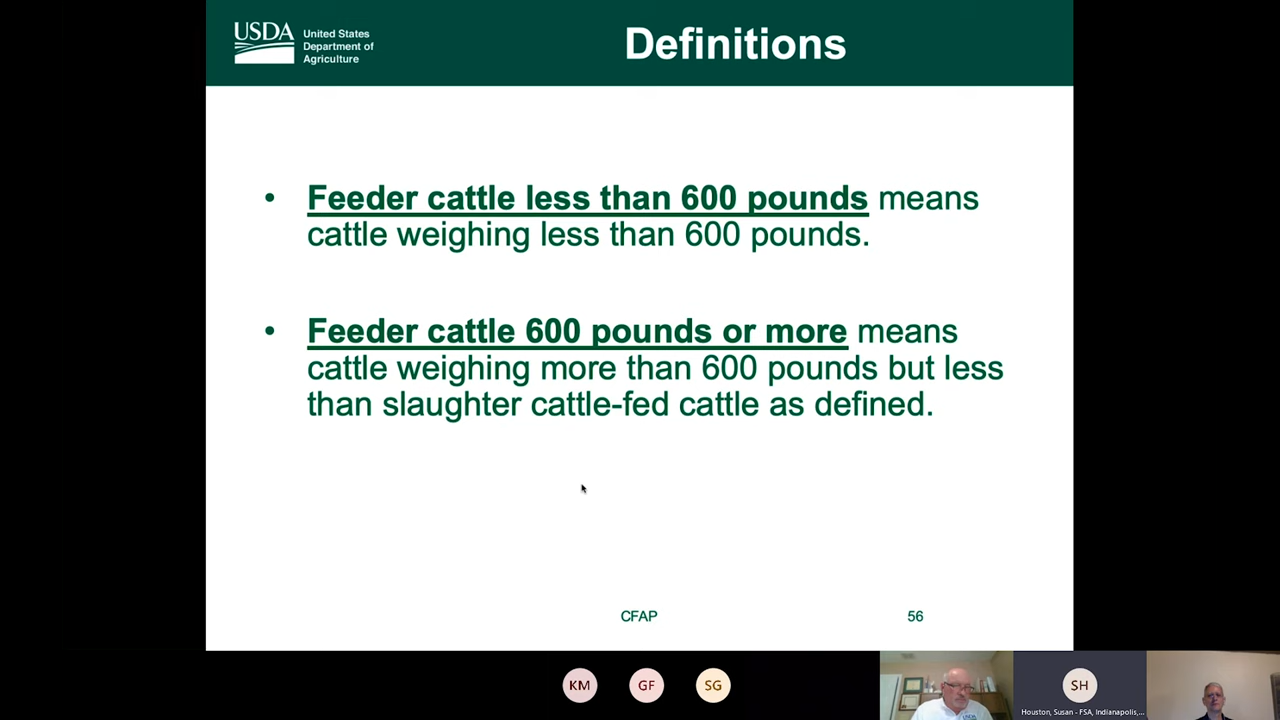 USDA
United States
Department of
Agriculture
Definitions
• Feeder cattle less than 600 pounds means
cattle weighing less than 600 pounds.
• Feeder cattle 600 pounds or more means
cattle weighing more than 600 pounds but less
than slaughter cattle-fed cattle as defined.
CFAP
56
KM
GF
SG
SH
Houston, Susan - FSA, Indianapolis,...
USDA